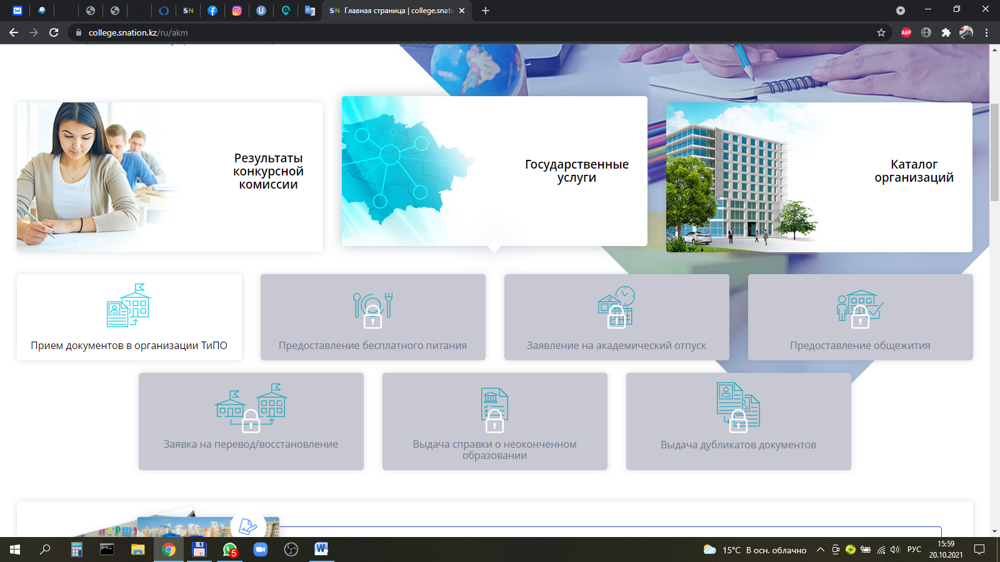 Главная страница | college.snati
college.snation.kz/ru/akm
ABP
Результаты
конкурсной
комиссии
Государственные
услуги
Каталог
организаций
Прием документов в организации ТиПО
Предоставление бесплатного питания
Заявление на академический отпуск
Предоставление общежития
Заявка на перевод/восстановление
Выдача справки о неоконченном
образовании
Выдача дубликатов документов
5
15°C В осн. облачно
РУС
15:59
20.10.2021